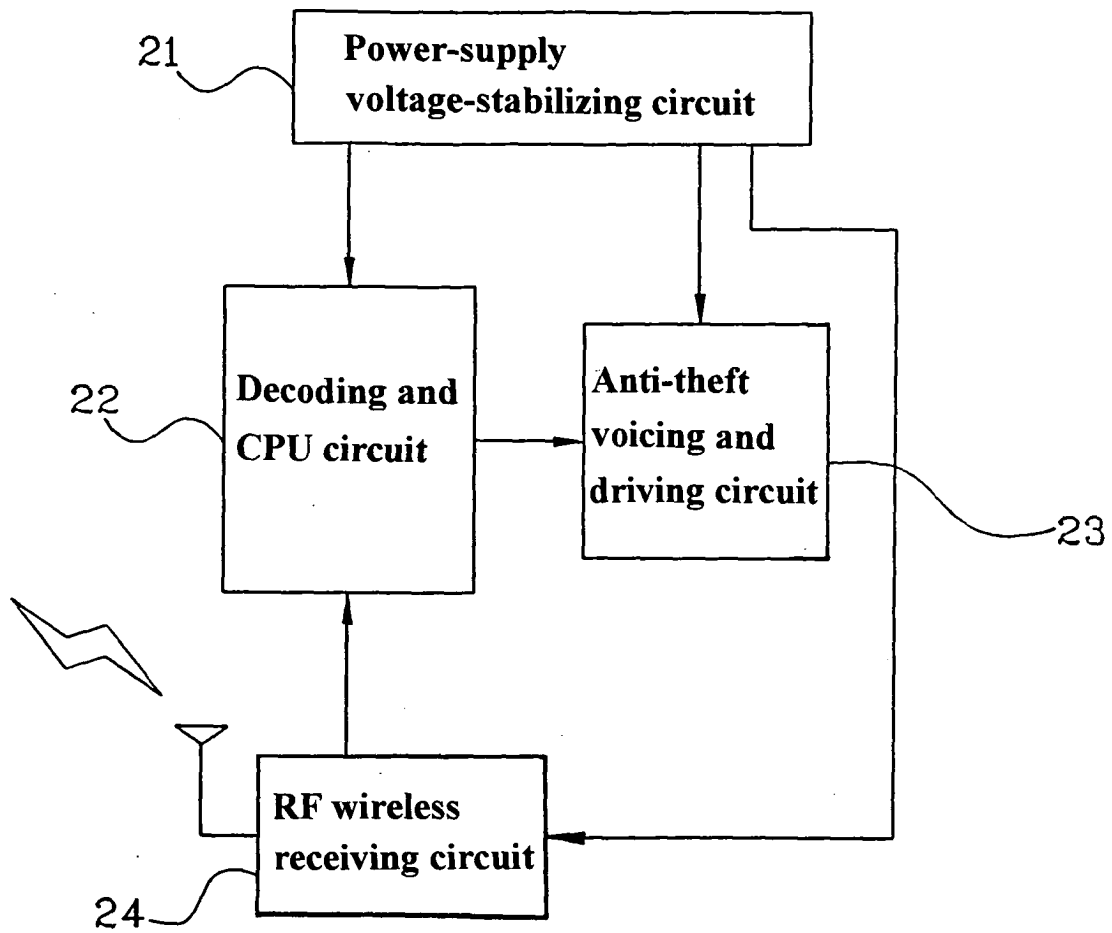 21
Power-supply
voltage-stabilizing circuit
22
Decoding and
CPU circuit
Anti-theft
voicing and
driving circuit
23
RF wireless
receiving circuit
24